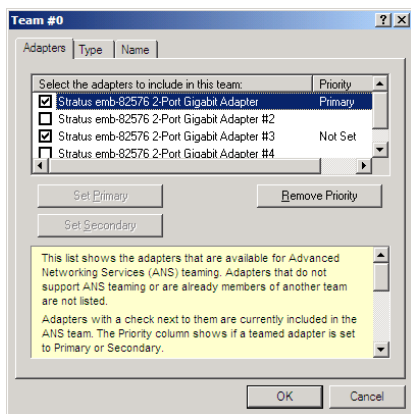 Team #0
Adapters Type Name
Select the adapters to include in this team: Priority
Stratus emb-82576 2-Port Gigabit Adapter Primary
Stratus emb-82576 2-Port Gigabit Adapter #2
Stratus emb-82576 2-Port Gigabit Adapter #3 Not Set
Stratus emb-82576 2-Port Gigabit Adapter #4
Set Primary Remove Priority
Set Secondary
This list shows the adapters that are available for Advanced
Networking Services (ANS) teaming. Adapters that do not
support ANS teaming or are already members of another team
are not listed.
Adapters with a check next to them are currently included in the
ANS team. The Priority column shows if a teamed adapter is set
to Primary or Secondary.
OK Cancel